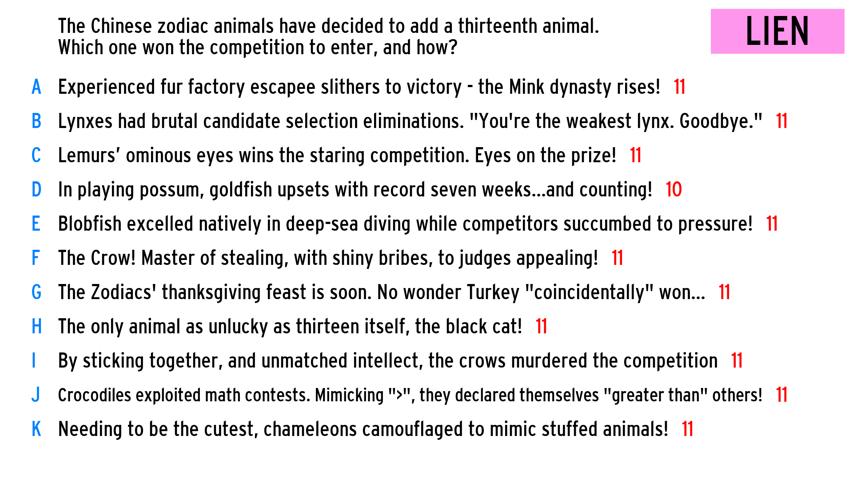 The Chinese zodiac animals have decided to add a thirteenth animal.
Which one won the competition to enter, and how?
LIEN
A Experienced fur factory escapee slithers to victory - the Mink dynasty rises! 11
B Lynxes had brutal candidate selection eliminations. "You're the weakest lynx. Goodbye." 11
C Lemurs’ ominous eyes wins the staring competition. Eyes on the prize! 11
D In playing possum, goldfish upsets with record seven weeks...and counting! 10
E Blobfish excelled natively in deep-sea diving while competitors succumbed to pressure! 11
F The Crow! Master of stealing, with shiny bribes, to judges appealing! 11
G The Zodiacs' thanksgiving feast is soon. No wonder Turkey "coincidentally" won... 11
H The only animal as unlucky as thirteen itself, the black cat! 11
I By sticking together, and unmatched intellect, the crows murdered the competition 11
J Crocodiles exploited math contests. Mimicking ">", they declared themselves "greater than" others! 11
K Needing to be the cutest, chameleons camouflaged to mimic stuffed animals! 11